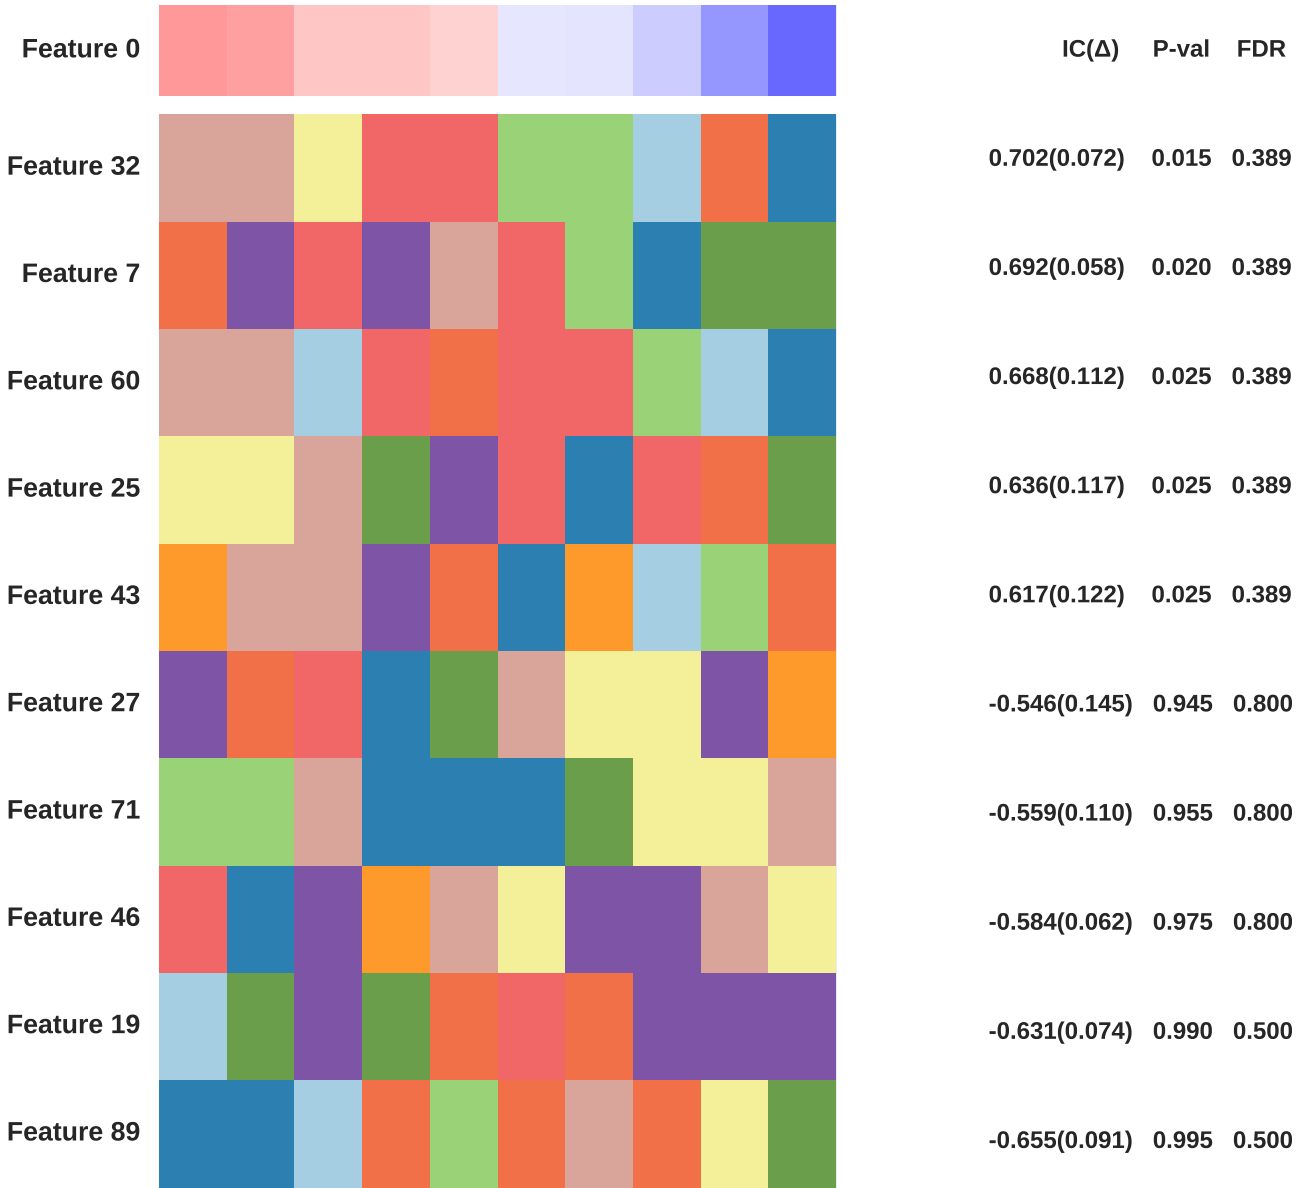 Feature 0 IC(Δ) P-val FDR
Feature 32 0.702(0.072) 0.015 0.389
Feature 7 0.692(0.058) 0.020 0.389
Feature 60 0.668(0.112) 0.025 0.389
Feature 25 0.636(0.117) 0.025 0.389
Feature 43 0.617(0.122) 0.025 0.389
Feature 27 -0.546(0.145) 0.945 0.800
Feature 71 -0.559(0.110) 0.955 0.800
Feature 46 -0.584(0.062) 0.975 0.800
Feature 19 -0.631(0.074) 0.990 0.500
Feature 89 -0.655(0.091) 0.995 0.500